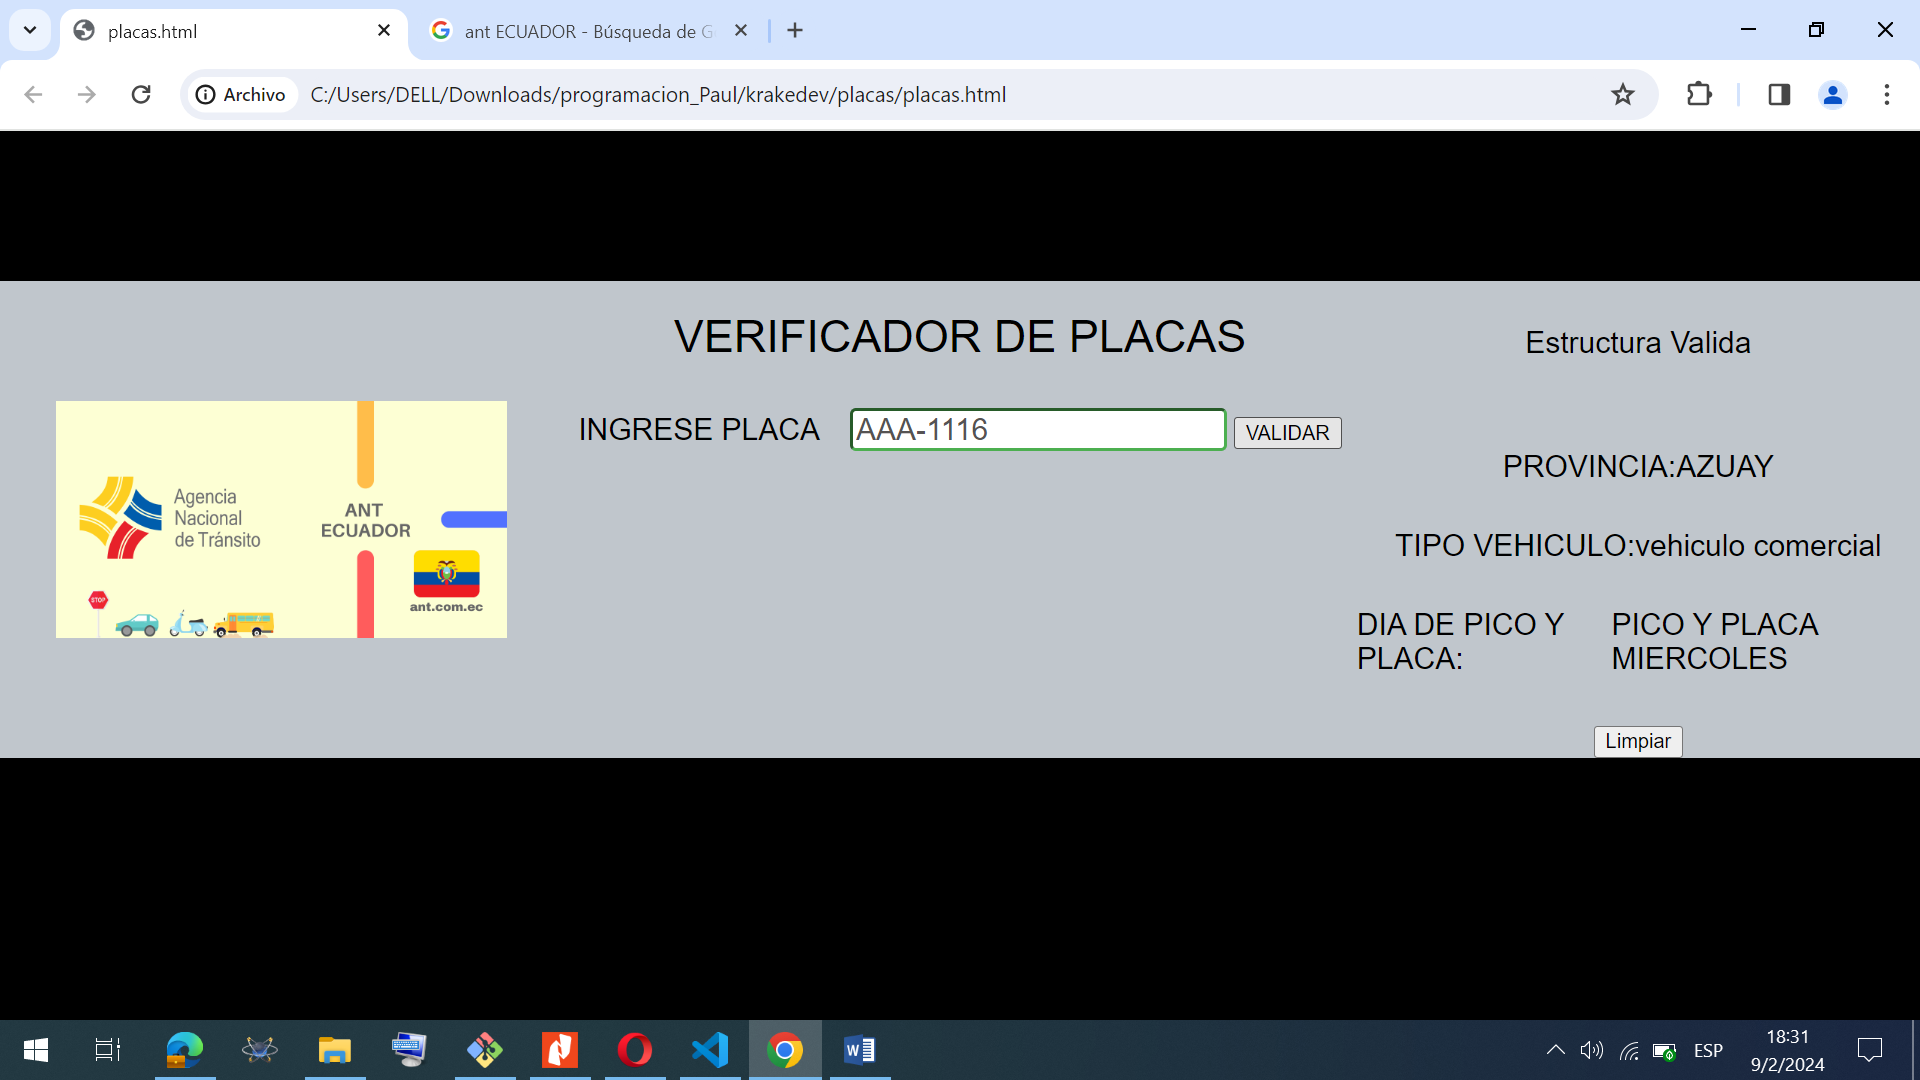 placas.html
ant ECUADOR - Búsqueda de G
Archivo
C:/Users/DELL/Downloads/programacion_Paul/krakedev/placas/placas.html
VERIFICADOR DE PLACAS
Estructura Valida
INGRESE PLACA
AAA-1116
VALIDAR
PROVINCIA:AZUAY
TIPO VEHICULO:vehiculo comercial
DIA DE PICO Y
PLACA:
PICO Y PLACA
MIERCOLES
Limpiar
Agencia
Nacional
de Tránsito
ANT
ECUADOR
ant.com.ec
STOP
ESP
18:31
9/2/2024